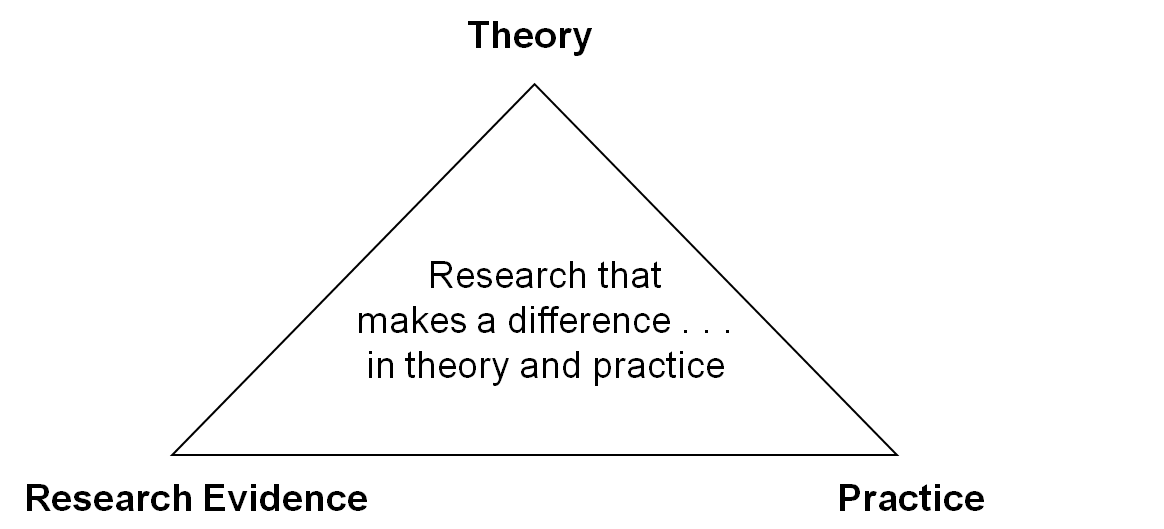 Theory
Research that
makes a difference . . .
in theory and practice
Research Evidence
Practice